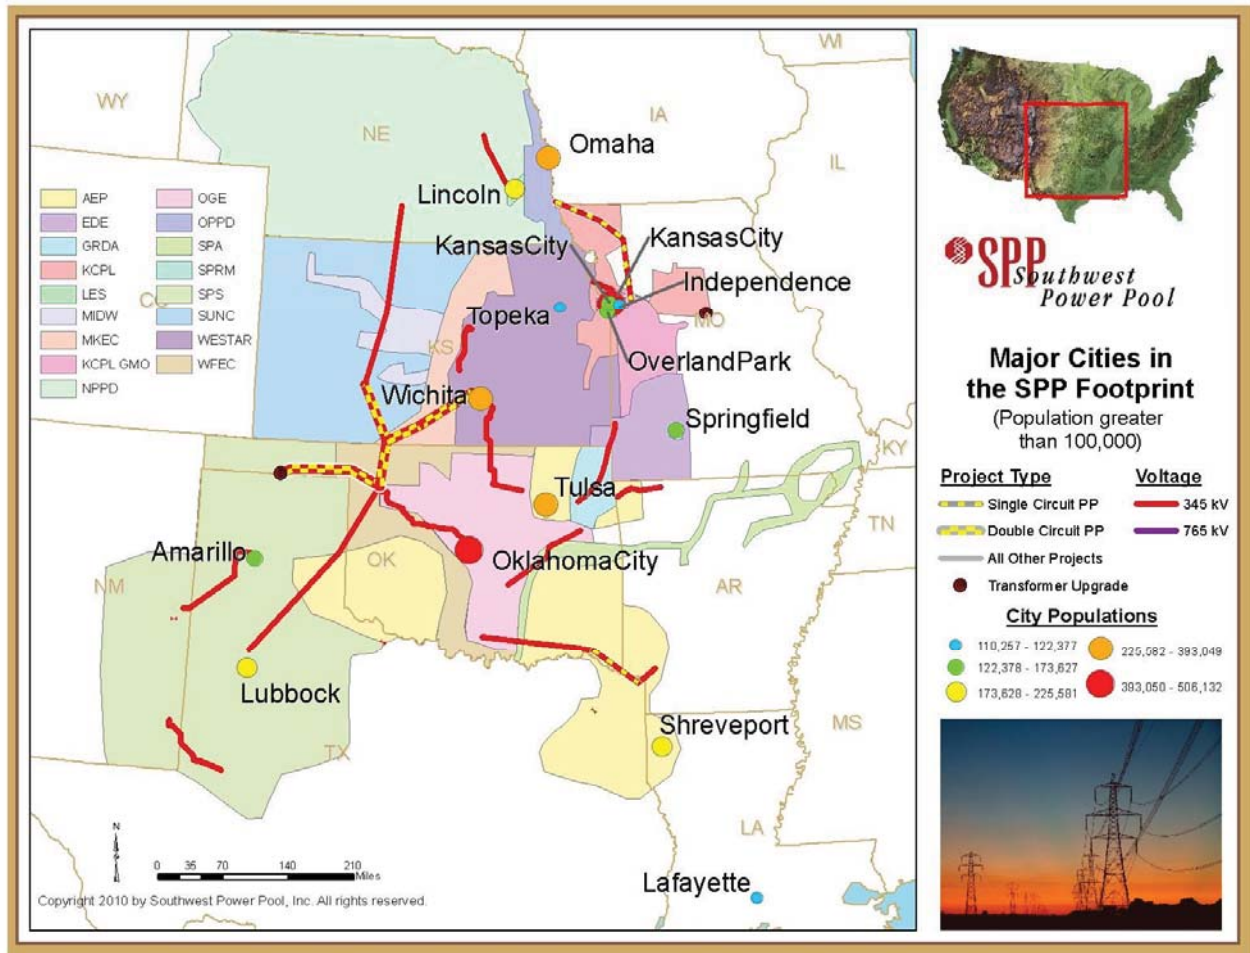 WY
NE
IA
WI
IL
Omaha
Lincoln
KansasCity
KansasCity
Independence
Topeka
KS
MO
OverlandPark
Wichita
Springfield
KY
Tulsa
TN
Amarillo
OK
OklahomaCity
NM
AR
Lubbock
TX
Shreveport
MS
LA
Lafayette
AEP
EDE
GRDA
KCPL
LES
MIDW
MKEC
KCPL GMO
NPPD
OGE
OPPD
SPA
SPRM
SPS
SUNC
WESTAR
WFEC
N
0 35 70 140 210
Miles
Copyright 2010 by Southwest Power Pool, Inc. All rights reserved.
SPP
Southwest
Power Pool
Major Cities in
the SPP Footprint
(Population greater
than 100,000)
Project Type
Single Circuit PP
Double Circuit PP
All Other Projects
Transformer Upgrade
Voltage
345 kV
765 kV
City Populations
110,257 - 122,377
122,378 - 173,627
173,628 - 225,581
225,582 - 393,049
393,050 - 506,132